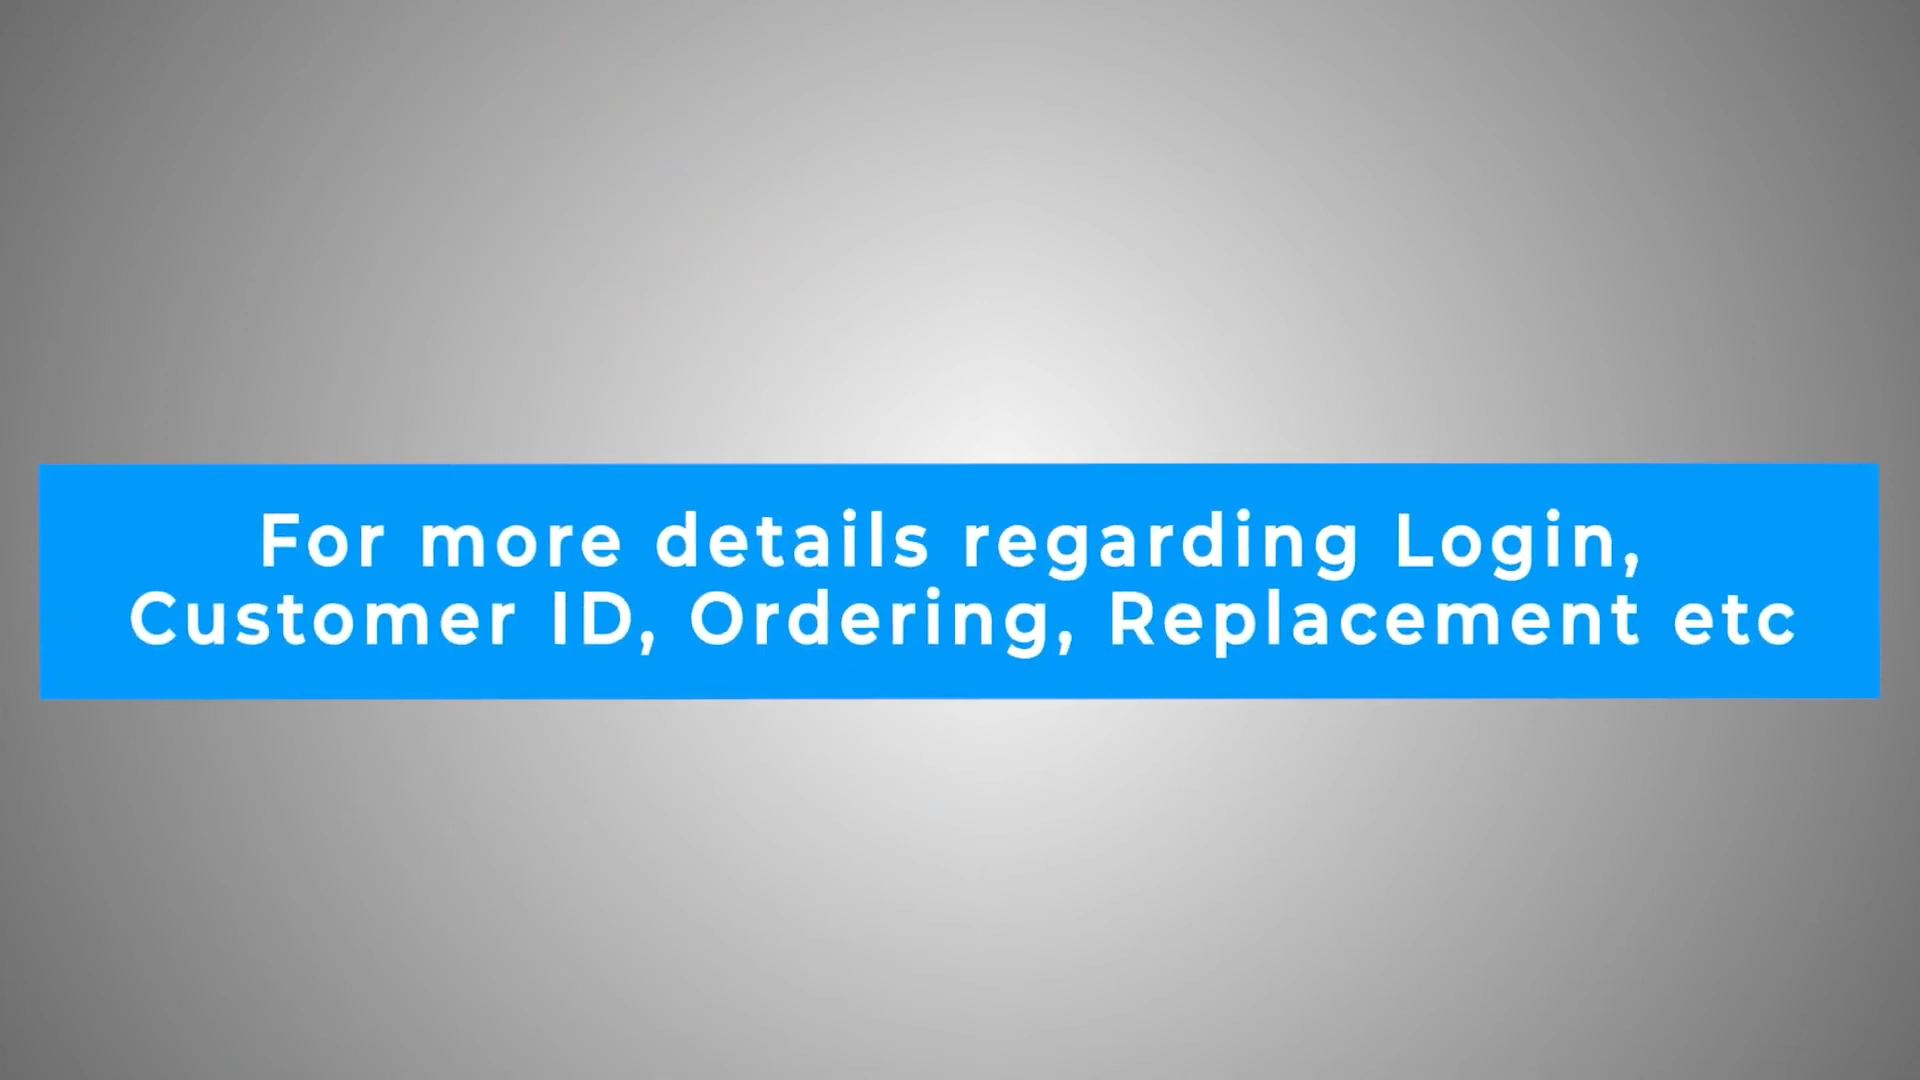 For more details regarding Login,
Customer ID, Ordering, Replacement etc